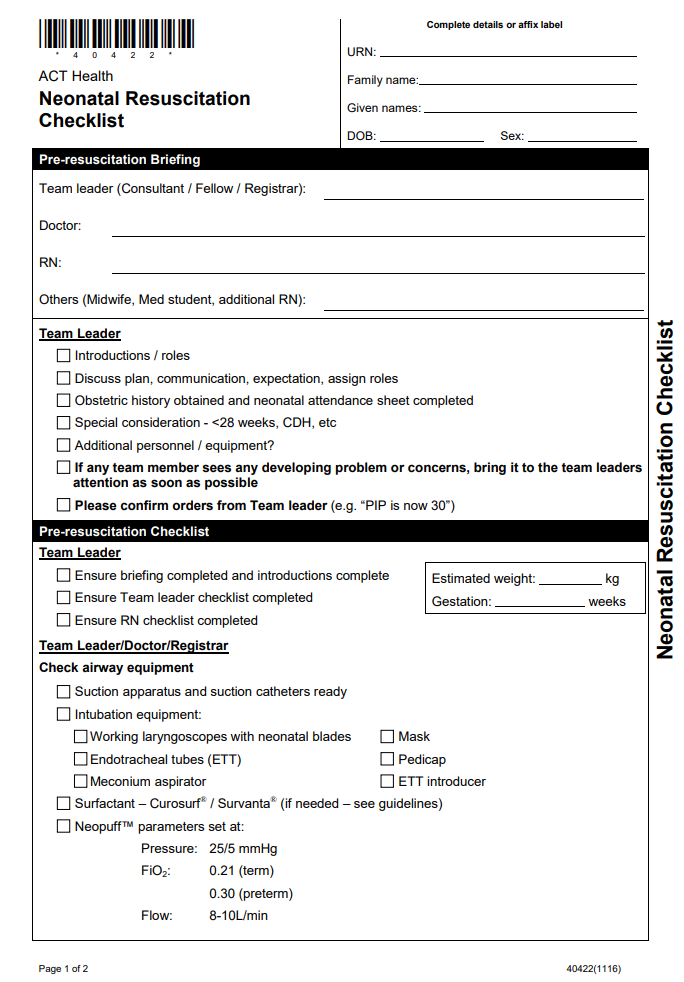 Complete details or affix label
* 4 0 4 2 2 *
URN:
ACT Health
Family name:
Neonatal Resuscitation
Checklist
Given names:
DOB: Sex:
Pre-resuscitation Briefing
Team leader (Consultant / Fellow / Registrar):
Doctor:
RN:
Others (Midwife, Med student, additional RN):
Team Leader
Introductions / roles
Discuss plan, communication, expectation, assign roles
Obstetric history obtained and neonatal attendance sheet completed
Special consideration - <28 weeks, CDH, etc
Additional personnel / equipment?
If any team member sees any developing problem or concerns, bring it to the team leaders
attention as soon as possible
Please confirm orders from Team leader (e.g. “PIP is now 30”)
Pre-resuscitation Checklist
Team Leader
Ensure briefing completed and introductions complete
Ensure Team leader checklist completed
Ensure RN checklist completed
Estimated weight: kg
Gestation: weeks
Team Leader/Doctor/Registrar
Check airway equipment
Suction apparatus and suction catheters ready
Intubation equipment:
Working laryngoscopes with neonatal blades Mask
Endotracheal tubes (ETT) Pedicap
Meconium aspirator ETT introducer
Surfactant – Curosurf® / Survanta® (if needed – see guidelines)
Neopuff™ parameters set at:
Pressure: 25/5 mmHg
FiO₂: 0.21 (term)
0.30 (preterm)
Flow: 8-10L/min
Neonatal Resuscitation Checklist
Page 1 of 2 40422(1116)